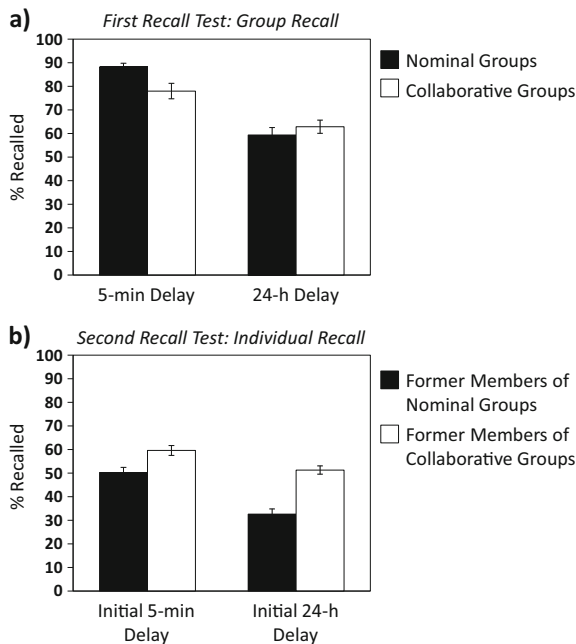 a)
First Recall Test: Group Recall
% Recalled
100
90
80
70
60
50
40
30
20
10
0
5-min Delay
24-h Delay
Nominal Groups
Collaborative Groups
b)
Second Recall Test: Individual Recall
% Recalled
100
90
80
70
60
50
40
30
20
10
0
Initial 5-min
Delay
Initial 24-h
Delay
Former Members of
Nominal Groups
Former Members of
Collaborative Groups